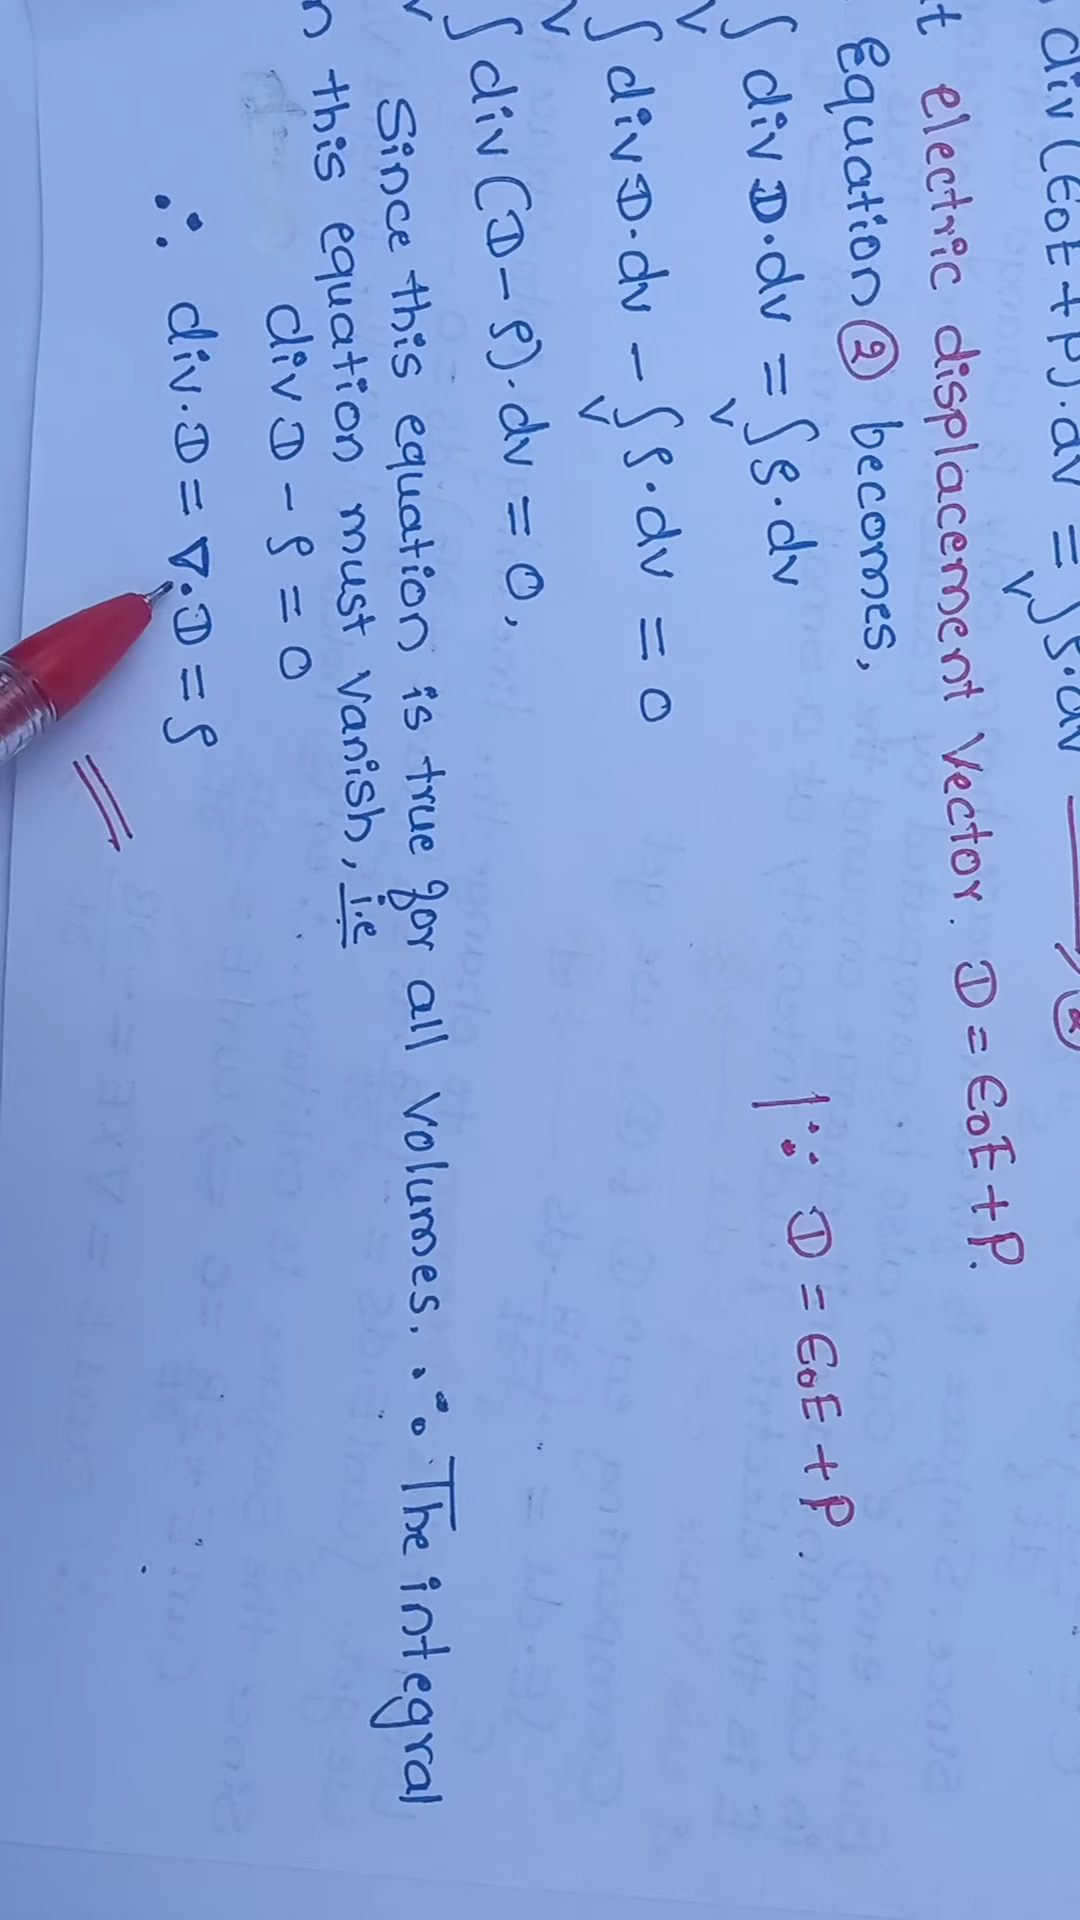 div(ε₀E+P).dv = ∫ᵥ ρ.dv ⟶ ②
electric displacement Vector. D = ε₀E+P.
Equation ② becomes,
∫ᵥ div D.dv = ∫ᵥ ρ.dv | ∵ D = ε₀E+P.
∫ᵥ div D.dv - ∫ᵥ ρ.dv = 0
∫ᵥ div (D-ρ).dv = 0,
Since this equation is true for all volumes. ∴ The integral
this equation must vanish, i.e
div D - ρ = 0
∴ div.D = ∇.D = ρ